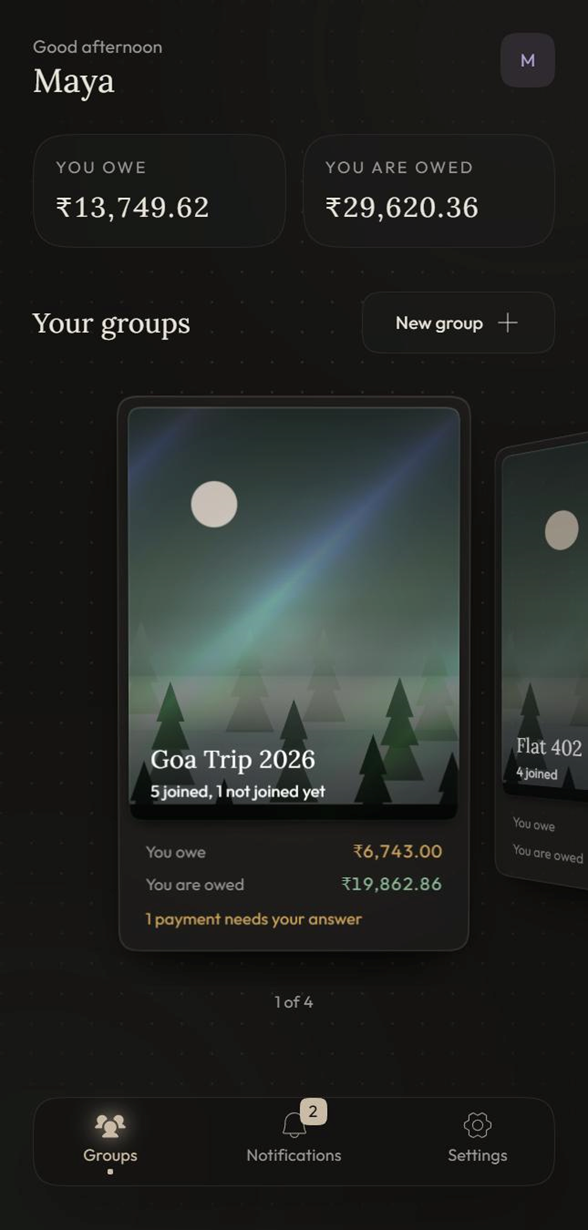 Good afternoon
Maya
M
YOU OWE
₹13,749.62
YOU ARE OWED
₹29,620.36
Your groups
New group
Goa Trip 2026
5 joined, 1 not joined yet
You owe ₹6,743.00
You are owed ₹19,862.86
1 payment needs your answer
Flat 402
4 joined
You owe
You are owed
1 of 4
2
Groups
Notifications
Settings